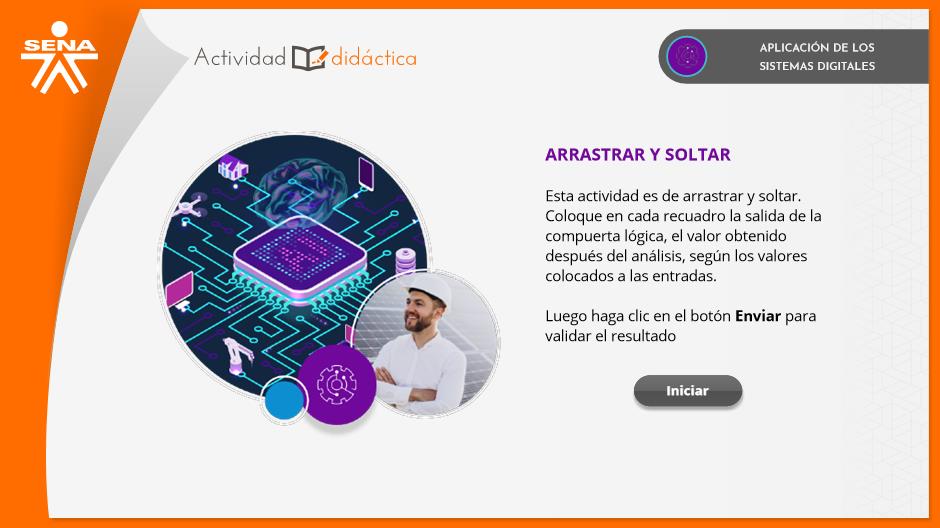 SENA
Actividad didáctica
APLICACIÓN DE LOS
SISTEMAS DIGITALES
ARRASTRAR Y SOLTAR
Esta actividad es de arrastrar y soltar.
Coloque en cada recuadro la salida de la
compuerta lógica, el valor obtenido
después del análisis, según los valores
colocados a las entradas.
Luego haga clic en el botón Enviar para
validar el resultado
Iniciar